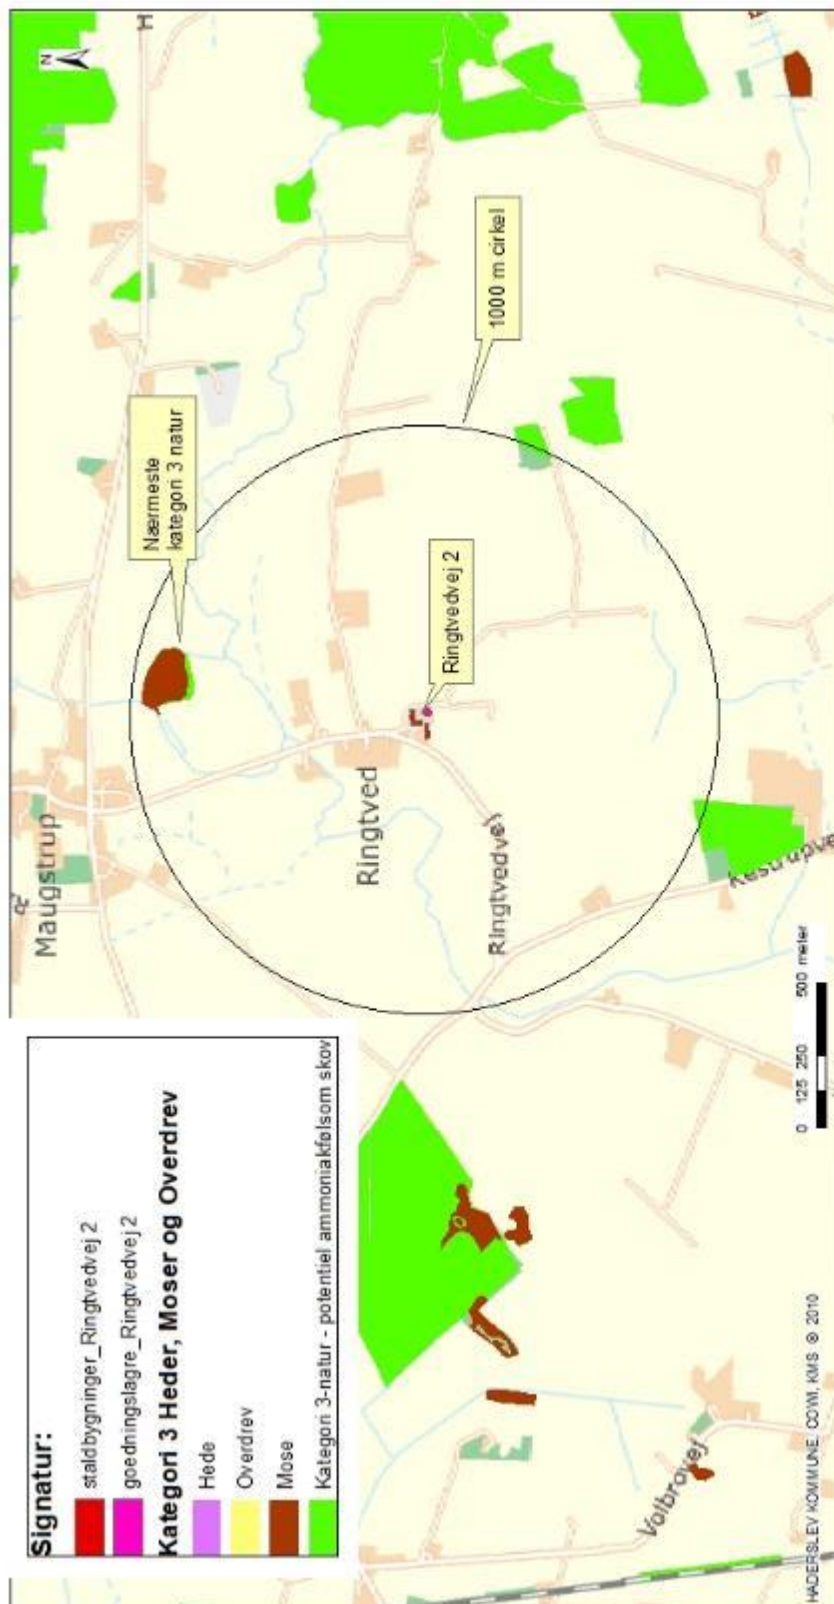 Signatur:
staldbygninger_Ringtvedvej 2
goedningslagre_Ringtvedvej 2
Kategori 3 Heder, Moser og Overdrev
Hede
Overdrev
Mose
Kategori 3-natur - potentiel ammoniakfølsom skov
Maugstrup
Nærmeste
kategori 3 natur
H
N
Ringtved
Ringtvedvej 2
1000 m cirkel
Ringtvedvej
Volbrovej
0 125 250 500 meter
HADERSLEV KOMMUNE, COWI, KMS © 2010